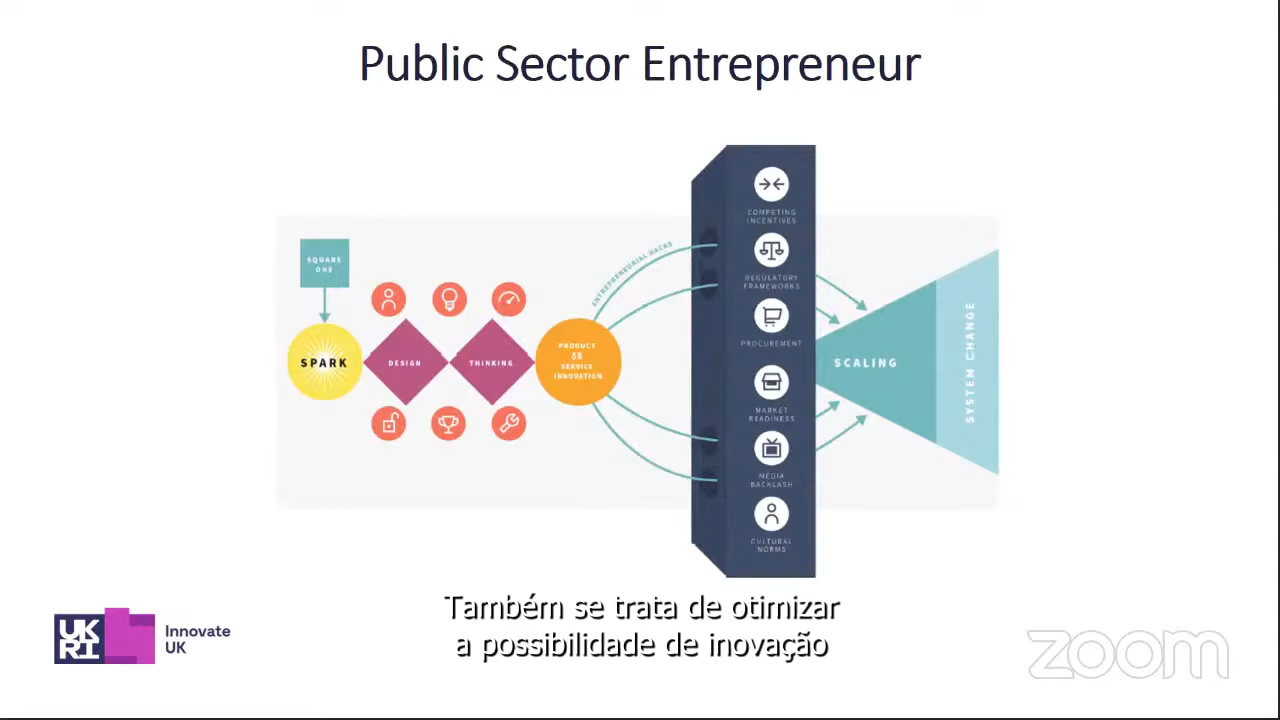 Public Sector Entrepreneur
SQUARE
ONE
SPARK
DESIGN
THINKING
PRODUCT
OR
SERVICE
INNOVATION
ENTREPRENEURIAL HACKS
COMPETING
INCENTIVES
REGULATORY
FRAMEWORKS
PROCUREMENT
MARKET
READINESS
MEDIA
BACKLASH
CULTURAL
NORMS
SCALING
SYSTEM CHANGE
Também se trata de otimizar
a possibilidade de inovação
UK
RI
Innovate
UK
zoom